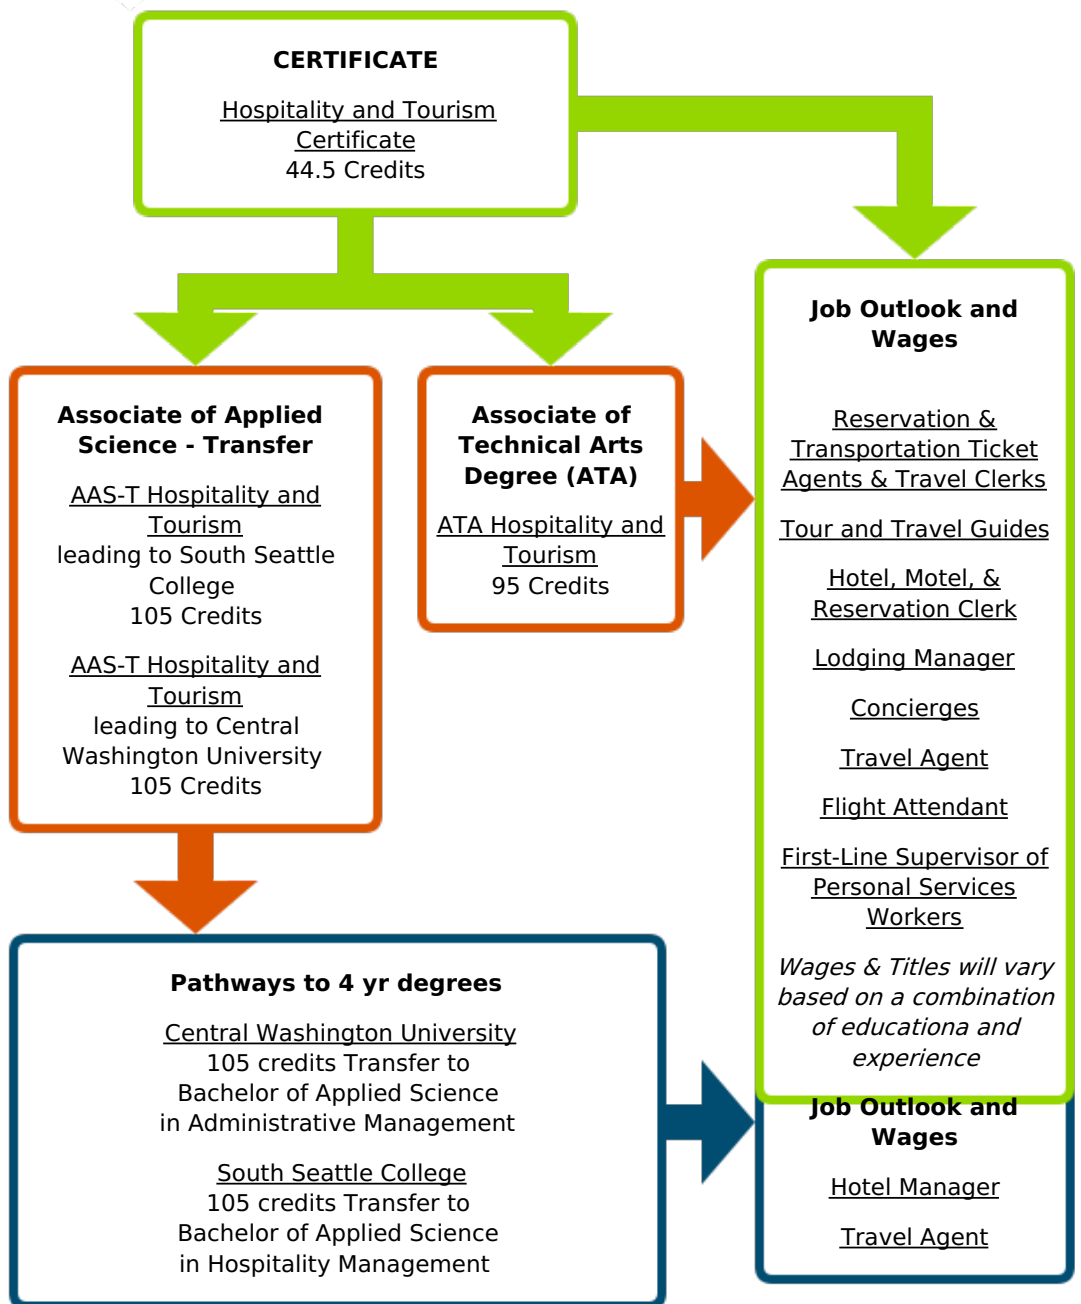 CERTIFICATE
Hospitality and Tourism
Certificate
44.5 Credits
Associate of Applied
Science - Transfer
AAS-T Hospitality and
Tourism
leading to South Seattle
College
105 Credits
AAS-T Hospitality and
Tourism
leading to Central
Washington University
105 Credits
Associate of
Technical Arts
Degree (ATA)
ATA Hospitality and
Tourism
95 Credits
Job Outlook and
Wages
Reservation &
Transportation Ticket
Agents & Travel Clerks
Tour and Travel Guides
Hotel, Motel, &
Reservation Clerk
Lodging Manager
Concierges
Travel Agent
Flight Attendant
First-Line Supervisor of
Personal Services
Workers
Wages & Titles will vary
based on a combination
of educationa and
experience
Pathways to 4 yr degrees
Central Washington University
105 credits Transfer to
Bachelor of Applied Science
in Administrative Management
South Seattle College
105 credits Transfer to
Bachelor of Applied Science
in Hospitality Management
Job Outlook and
Wages
Hotel Manager
Travel Agent